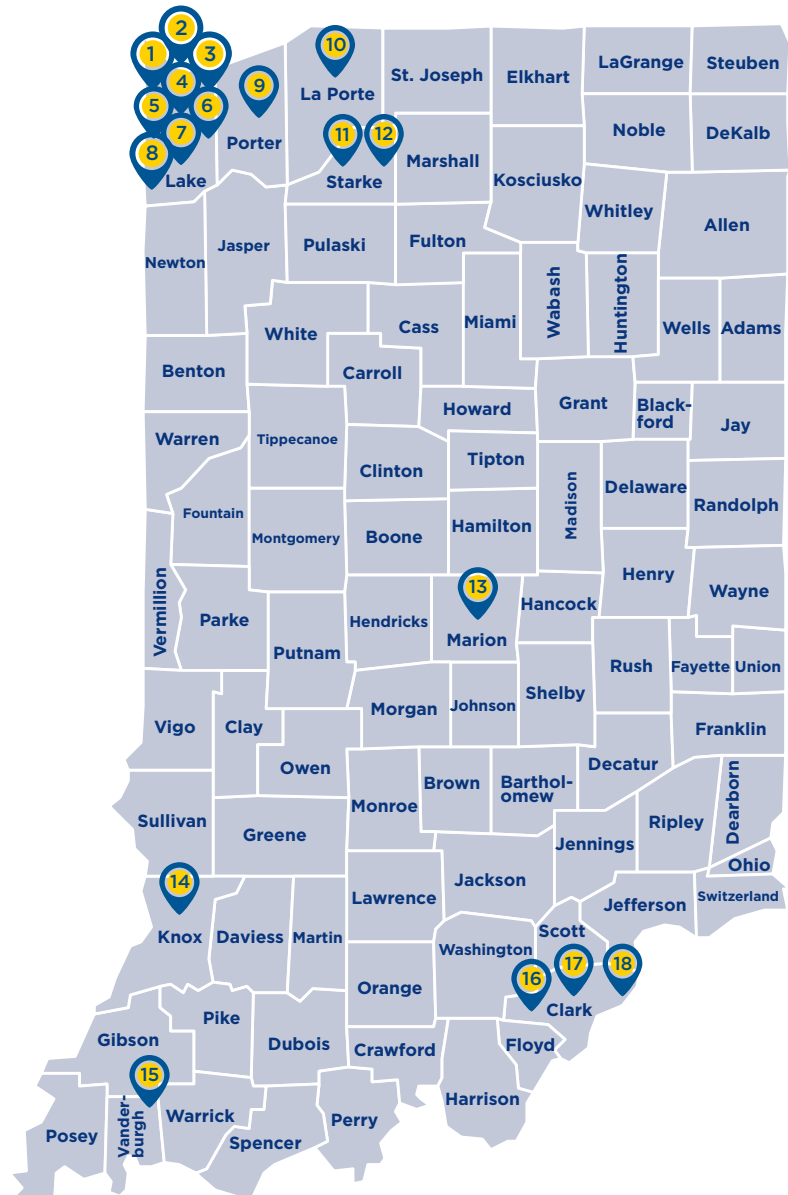 2
1
3
10
4
St. Joseph
Elkhart
LaGrange
Steuben
9
La Porte
5
6
7
11
12
Porter
Noble
DeKalb
8
Lake
Starke
Marshall
Kosciusko
Whitley
Allen
Newton
Jasper
Pulaski
Fulton
Wabash
Huntington
White
Cass
Miami
Wells
Adams
Benton
Carroll
Howard
Grant
Black-
ford
Jay
Warren
Tippecanoe
Clinton
Tipton
Madison
Delaware
Randolph
Fountain
Montgomery
Boone
Hamilton
Vermillion
Parke
Putnam
Hendricks
13
Marion
Hancock
Henry
Wayne
Rush
Fayette
Union
Vigo
Clay
Morgan
Johnson
Shelby
Franklin
Owen
Monroe
Brown
Barthol-
omew
Decatur
Dearborn
Sullivan
Greene
Jennings
Ripley
Ohio
14
Lawrence
Jackson
Jefferson
Switzerland
Knox
Daviess
Martin
Washington
Scott
16
17
18
Orange
Clark
Pike
Gibson
Dubois
Crawford
Floyd
15
Harrison
Posey
Vander-
burgh
Warrick
Spencer
Perry